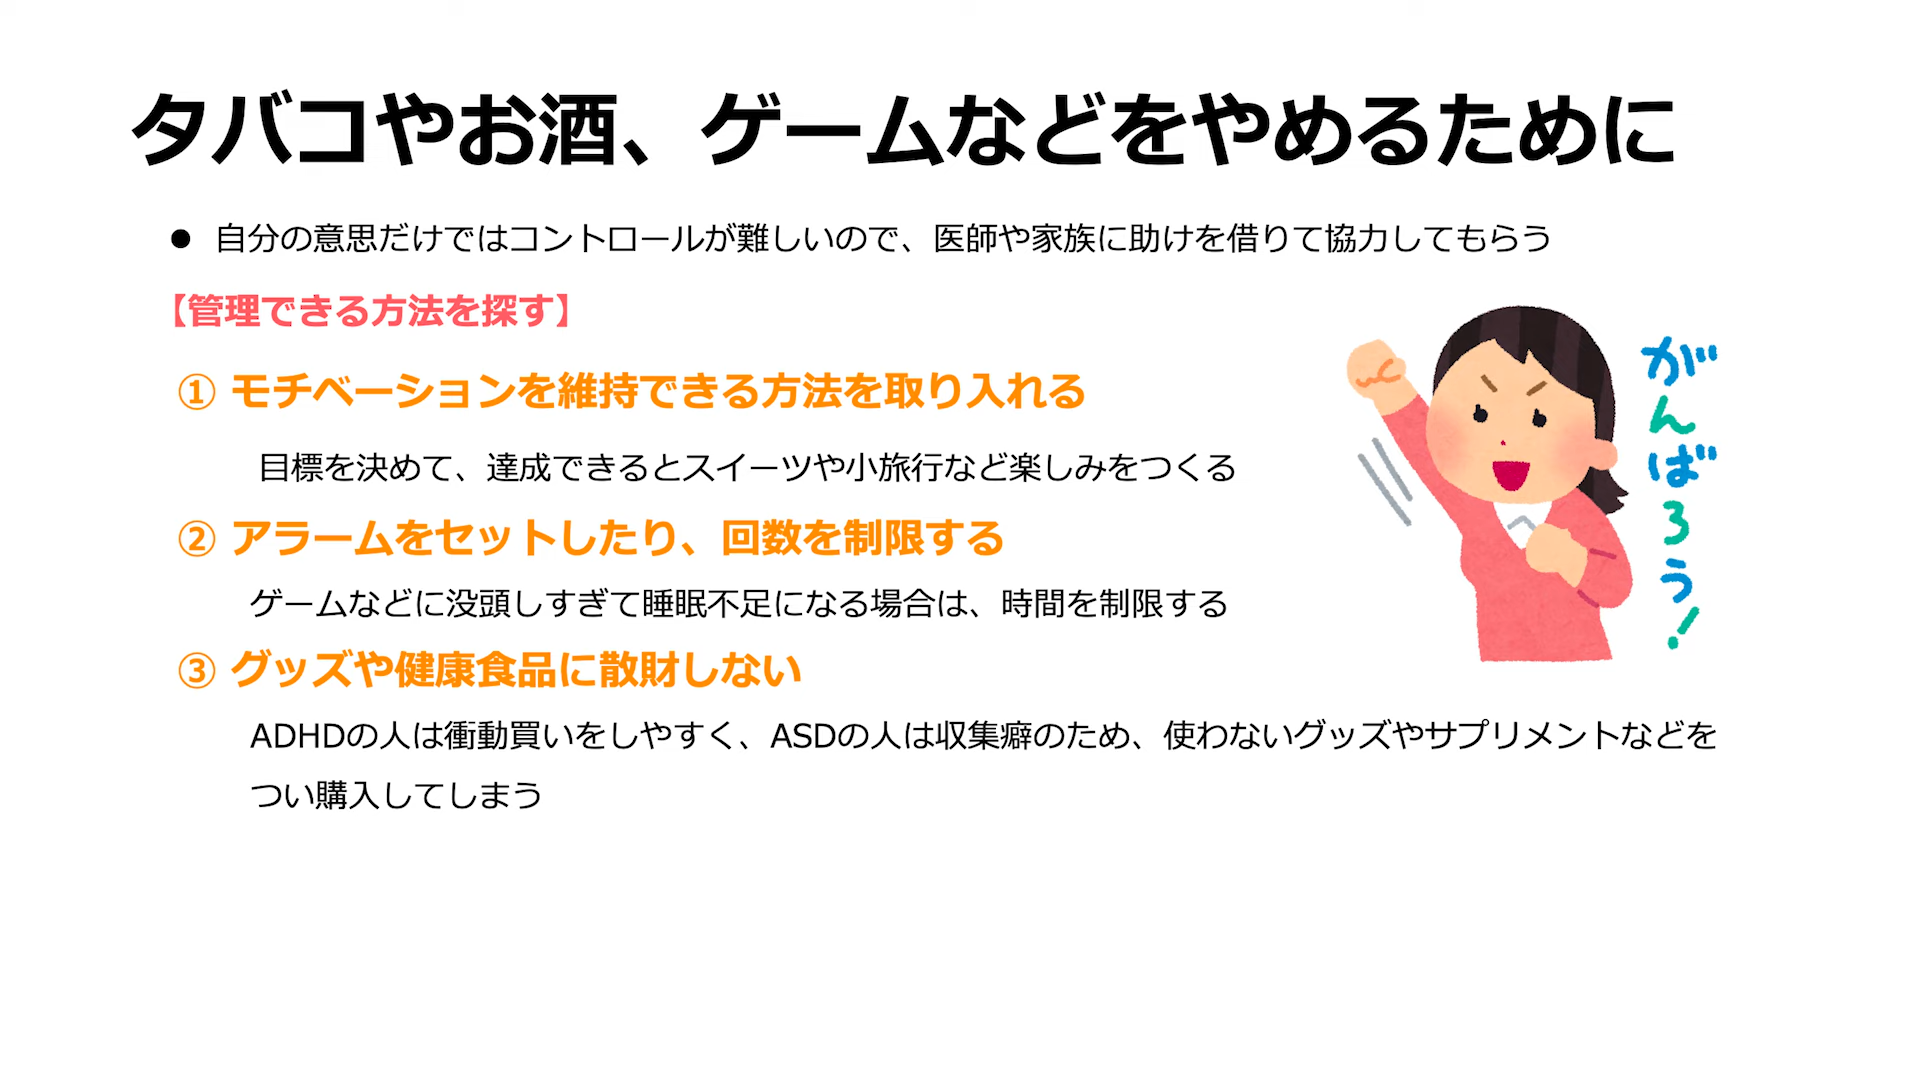 タバコやお酒、ゲームなどをやめるために
● 自分の意思だけではコントロールが難しいので、医師や家族に助けを借りて協力してもらう
【管理できる方法を探す】
① モチベーションを維持できる方法を取り入れる
目標を決めて、達成できるとスイーツや小旅行など楽しみをつくる
② アラームをセットしたり、回数を制限する
ゲームなどに没頭しすぎて睡眠不足になる場合は、時間を制限する
③ グッズや健康食品に散財しない
ADHDの人は衝動買いをしやすく、ASDの人は収集癖のため、使わないグッズやサプリメントなどを
つい購入してしまう
がんばろう!